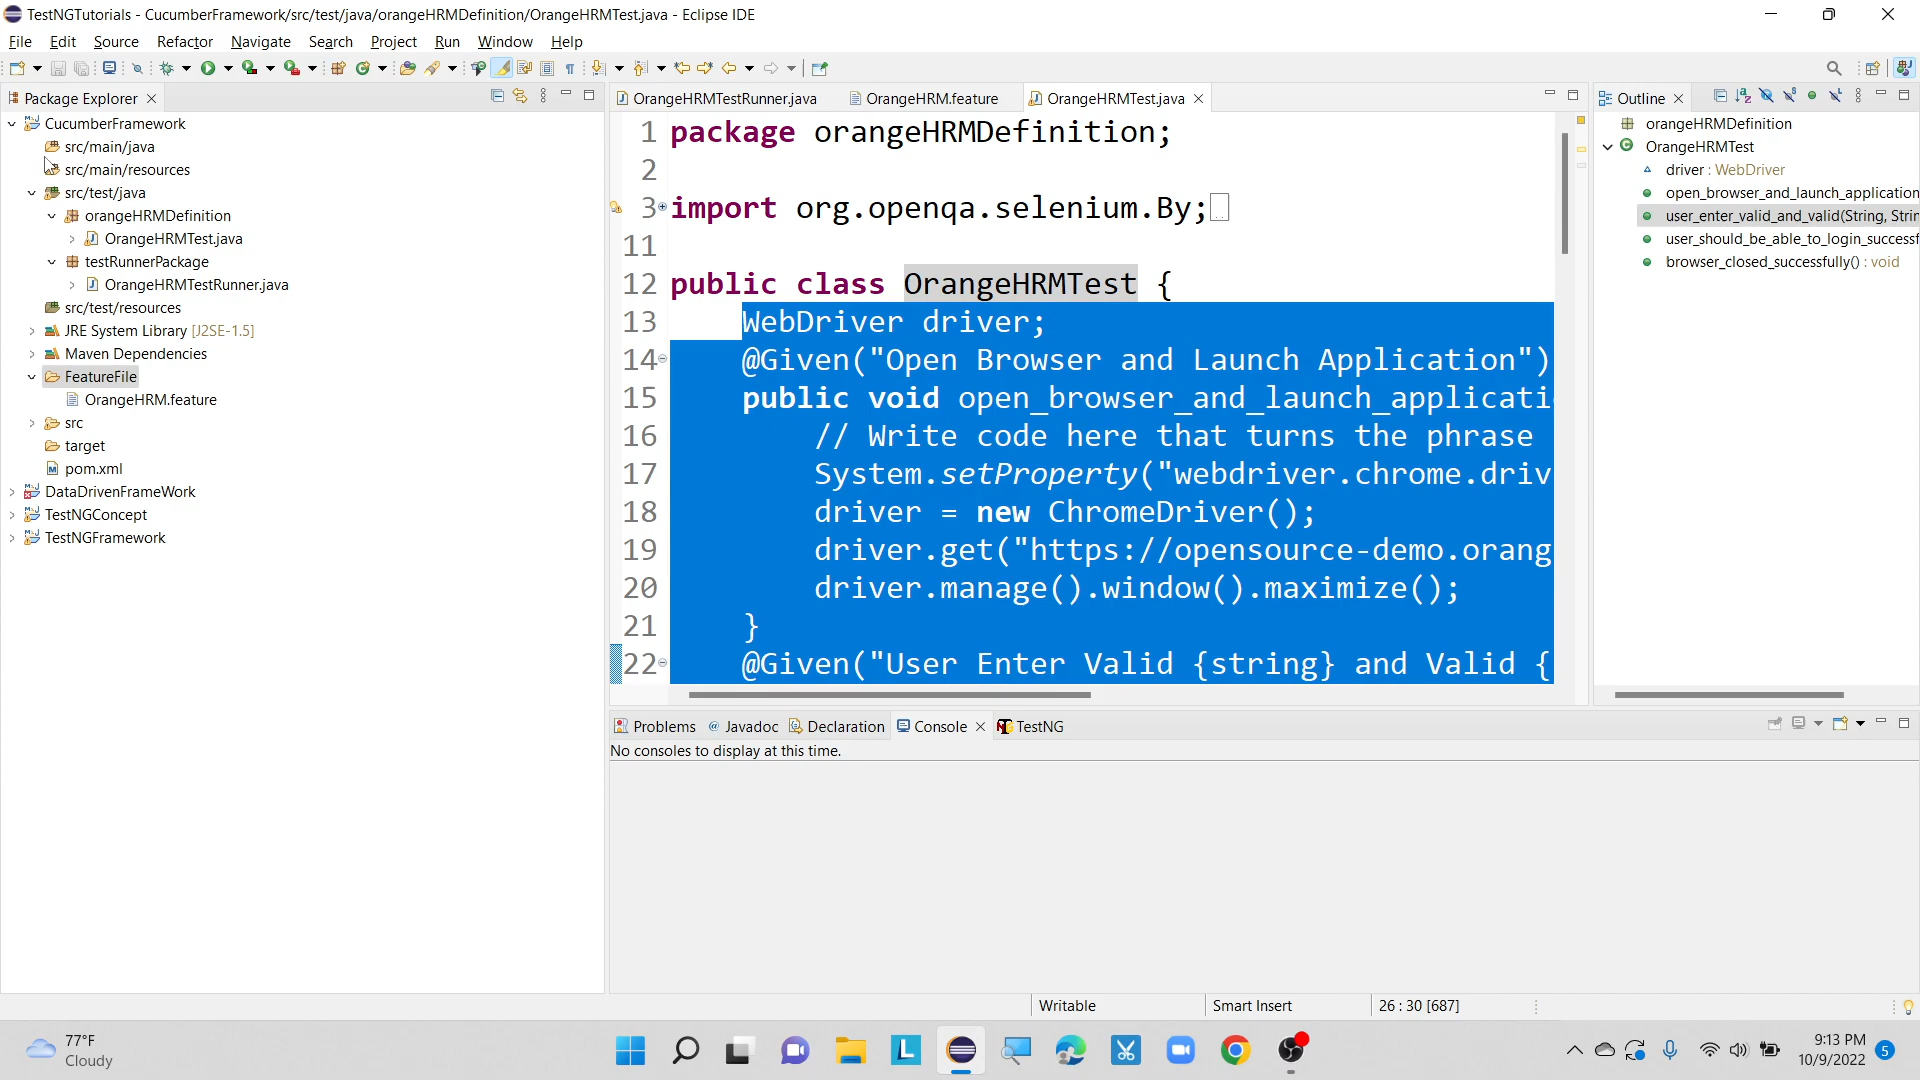 TestNGTutorials - CucumberFramework/src/test/java/orangeHRMDefinition/OrangeHRMTest.java - Eclipse IDE
File Edit Source Refactor Navigate Search Project Run Window Help
Package Explorer
CucumberFramework
src/main/java
src/main/resources
src/test/java
orangeHRMDefinition
OrangeHRMTest.java
testRunnerPackage
OrangeHRMTestRunner.java
src/test/resources
JRE System Library [J2SE-1.5]
Maven Dependencies
FeatureFile
OrangeHRM.feature
src
target
pom.xml
DataDrivenFrameWork
TestNGConcept
TestNGFramework
OrangeHRMTestRunner.java OrangeHRM.feature OrangeHRMTest.java
1 package orangeHRMDefinition;
2
3 import org.openqa.selenium.By;
11
12 public class OrangeHRMTest {
13 WebDriver driver;
14 @Given("Open Browser and Launch Application")
15 public void open_browser_and_launch_applicati
16 // Write code here that turns the phrase
17 System.setProperty("webdriver.chrome.driv
18 driver = new ChromeDriver();
19 driver.get("https://opensource-demo.orang
20 driver.manage().window().maximize();
21 }
22 @Given("User Enter Valid {string} and Valid {
Outline
orangeHRMDefinition
OrangeHRMTest
driver : WebDriver
open_browser_and_launch_application
user_enter_valid_and_valid(String, Strin
user_should_be_able_to_login_successf
browser_closed_successfully() : void
Problems Javadoc Declaration Console TestNG
No consoles to display at this time.
Writable Smart Insert 26 : 30 [687]
77°F
Cloudy
9:13 PM
10/9/2022
5